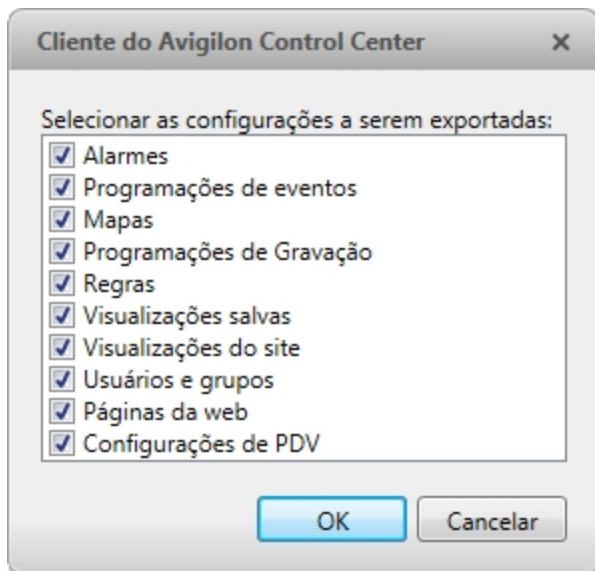 Cliente do Avigilon Control Center
Selecionar as configurações a serem exportadas:
Alarmes
Programações de eventos
Mapas
Programações de Gravação
Regras
Visualizações salvas
Visualizações do site
Usuários e grupos
Páginas da web
Configurações de PDV
OK
Cancelar